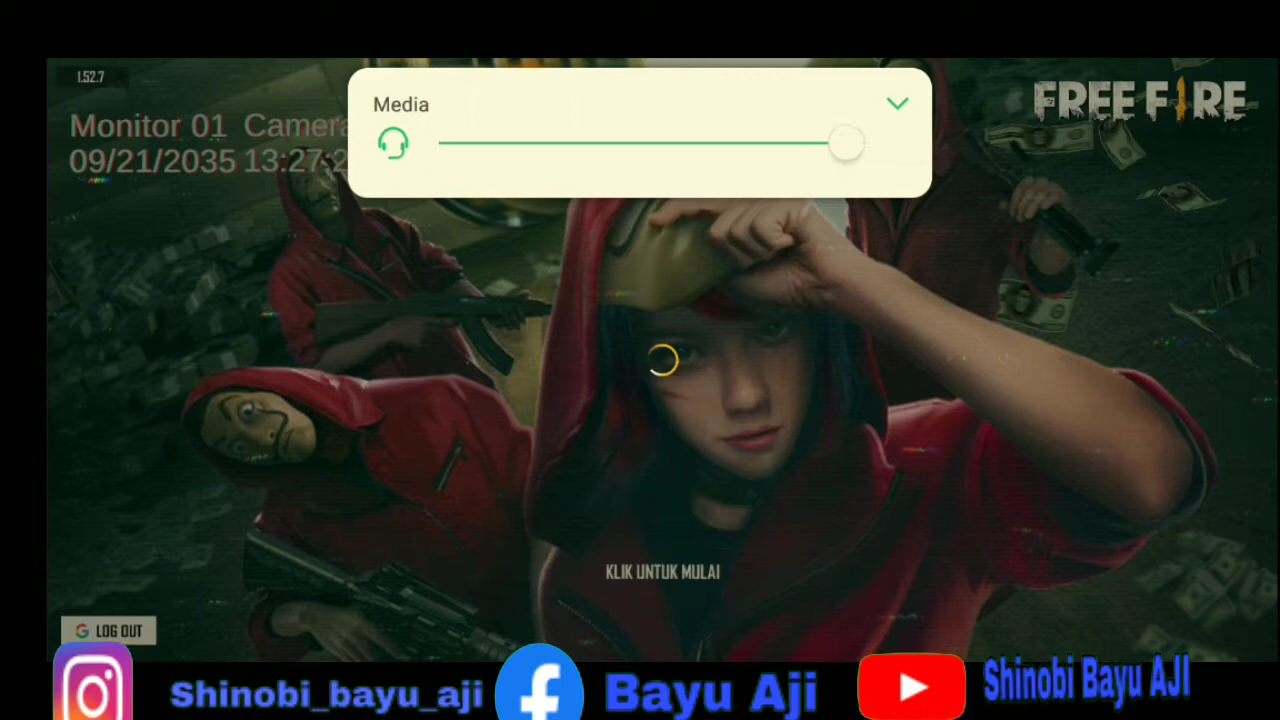 1.52.7
Media
FREE FIRE
Monitor 01 Camera
09/21/2035 13:27:2
KLIK UNTUK MULAI
G LOG OUT
Shinobi_bayu_aji
Bayu Aji
Shinobi Bayu AJI